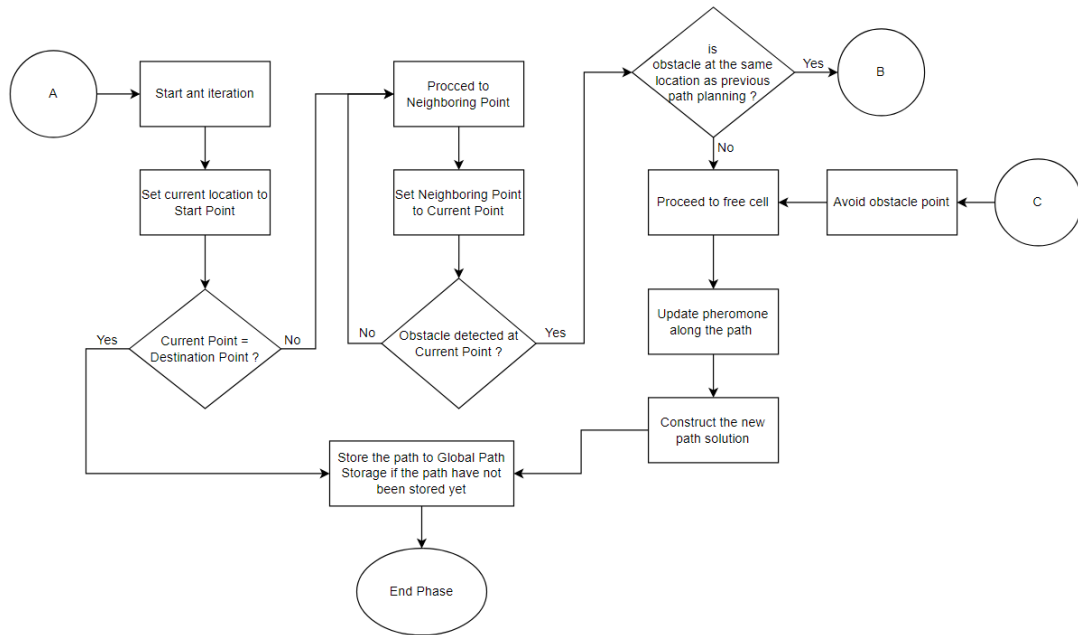 A
Start ant iteration
Set current location to
Start Point
Current Point =
Destination Point ?
Yes
No
Procced to
Neighboring Point
Set Neighboring Point
to Current Point
Obstacle detected at
Current Point ?
No
Yes
is
obstacle at the same
location as previous
path planning ?
Yes
B
No
Proceed to free cell
Avoid obstacle point
C
Update pheromone
along the path
Construct the new
path solution
Store the path to Global Path
Storage if the path have not
been stored yet
End Phase